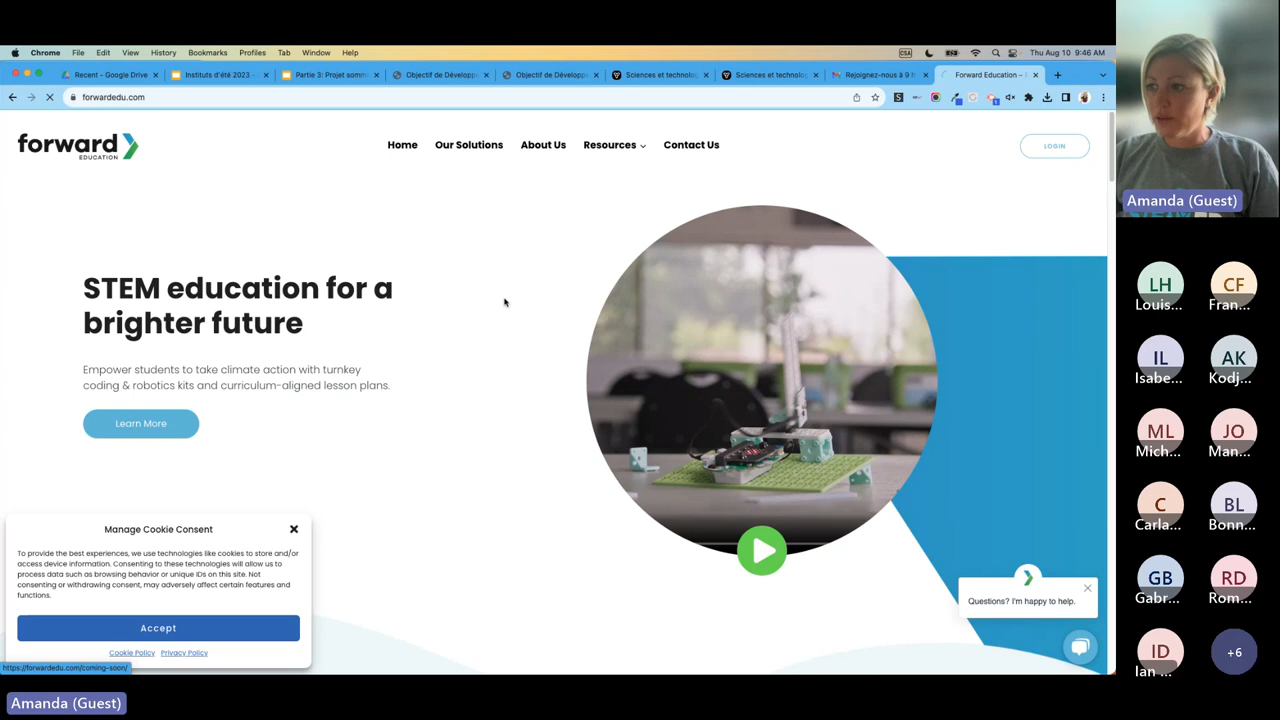 Chrome File Edit View History Bookmarks Profiles Tab Window Help
CSA
Thu Aug 10 9:46 AM
Recent - Google Drive
Instituts d'été 2023 -
Partie 3: Projet somm
Objectif de Développ
Objectif de Développ
Sciences et technolo
Sciences et technolo
Rejoignez-nous à 9 h
Forward Education –
forwardedu.com
forward
EDUCATION
Home Our Solutions About Us Resources Contact Us
LOGIN
STEM education for a
brighter future
Empower students to take climate action with turnkey
coding & robotics kits and curriculum-aligned lesson plans.
Learn More
Manage Cookie Consent
To provide the best experiences, we use technologies like cookies to store and/or
access device information. Consenting to these technologies will allow us to
process data such as browsing behavior or unique IDs on this site. Not
consenting or withdrawing consent, may adversely affect certain features and
functions.
Accept
Cookie Policy Privacy Policy
https://forwardedu.com/coming-soon/
Questions? I'm happy to help.
Amanda (Guest)
Amanda (Guest)
LH
Louis...
CF
Fran...
IL
Isabe...
AK
Kodj...
ML
Mich...
JO
Man...
C
Carla...
BL
Bonn...
GB
Gabr...
RD
Rom...
ID
Ian ...
+6